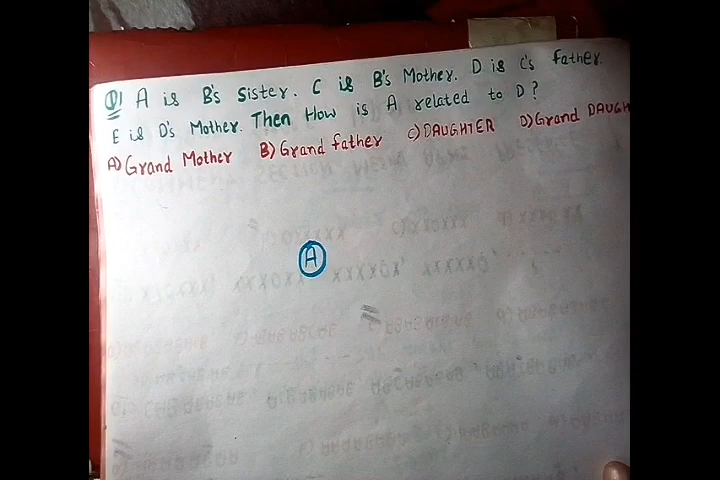 Q1 A is B's Sister. C is B's Mother. D is C's father.
E is D's Mother. Then How is A related to D?
A) Grand Mother B) Grand father C) DAUGHTER D) Grand DAUGH
A